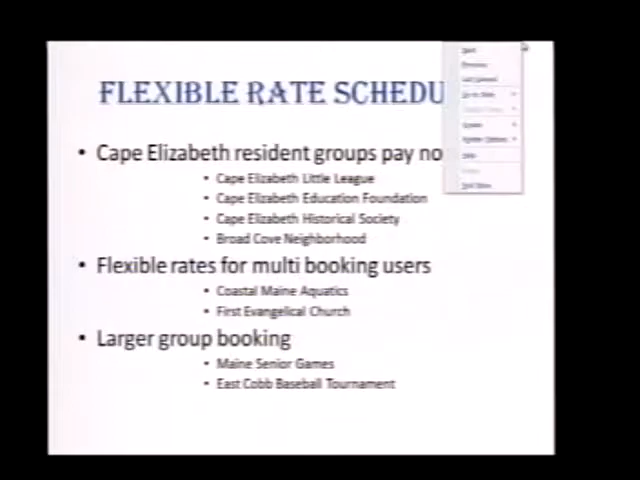 FLEXIBLE RATE SCHEDU
Cape Elizabeth resident groups pay no
Cape Elizabeth Little League
Cape Elizabeth Education Foundation
Cape Elizabeth Historical Society
Broad Cove Neighborhood
Flexible rates for multi booking users
Coastal Maine Aquatics
First Evangelical Church
Larger group booking
Maine Senior Games
East Cobb Baseball Tournament